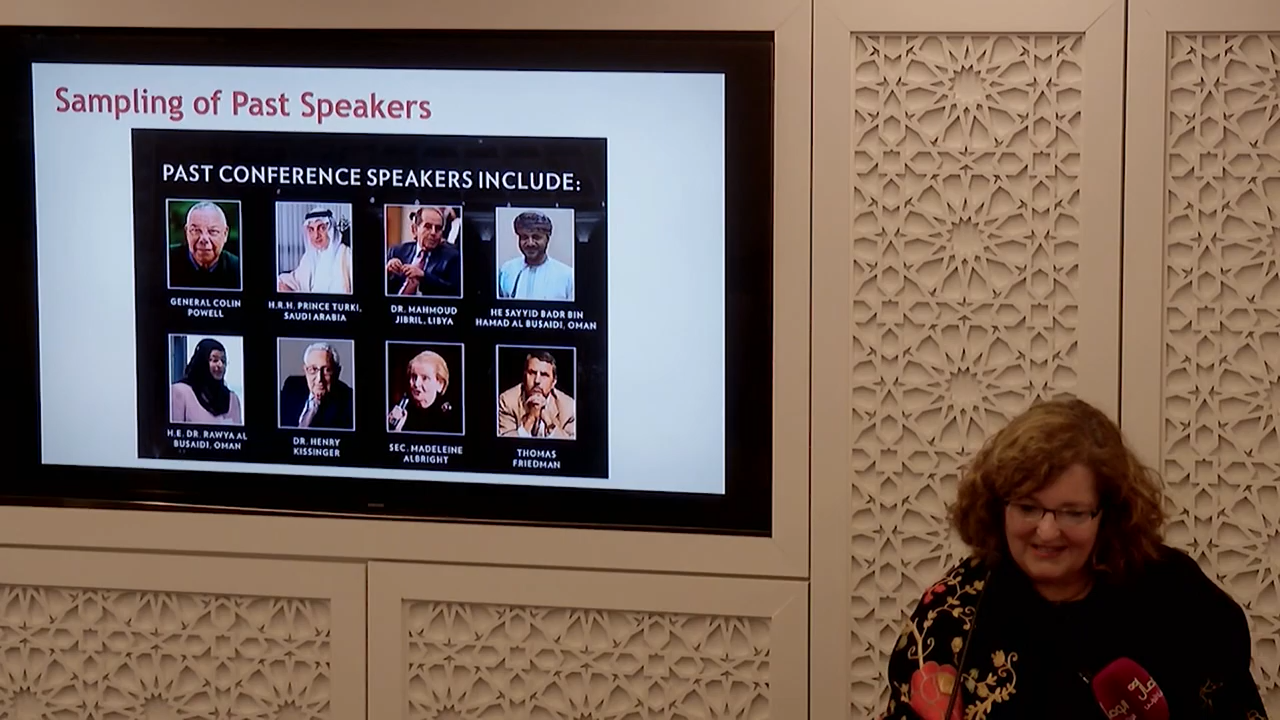 Sampling of Past Speakers
PAST CONFERENCE SPEAKERS INCLUDE:
GENERAL COLIN
POWELL
H.R.H. PRINCE TURKI,
SAUDI ARABIA
DR. MAHMOUD
JIBRIL, LIBYA
HE SAYYID BADR BIN
HAMAD AL BUSAIDI, OMAN
H.E. DR. RAWYA AL
BUSAIDI, OMAN
DR. HENRY
KISSINGER
SEC. MADELEINE
ALBRIGHT
THOMAS
FRIEDMAN